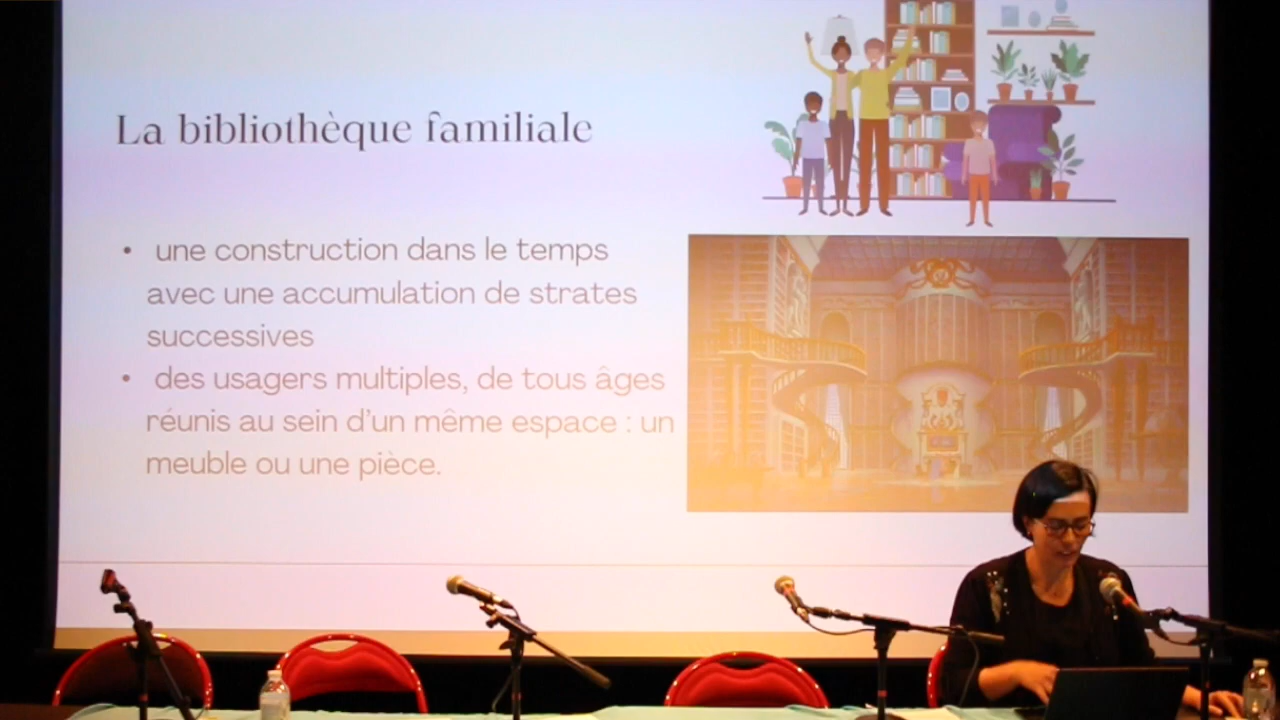 La bibliothèque familiale
• une construction dans le temps
avec une accumulation de strates
successives
• des usagers multiples, de tous âges
réunis au sein d'un même espace : un
meuble ou une pièce.